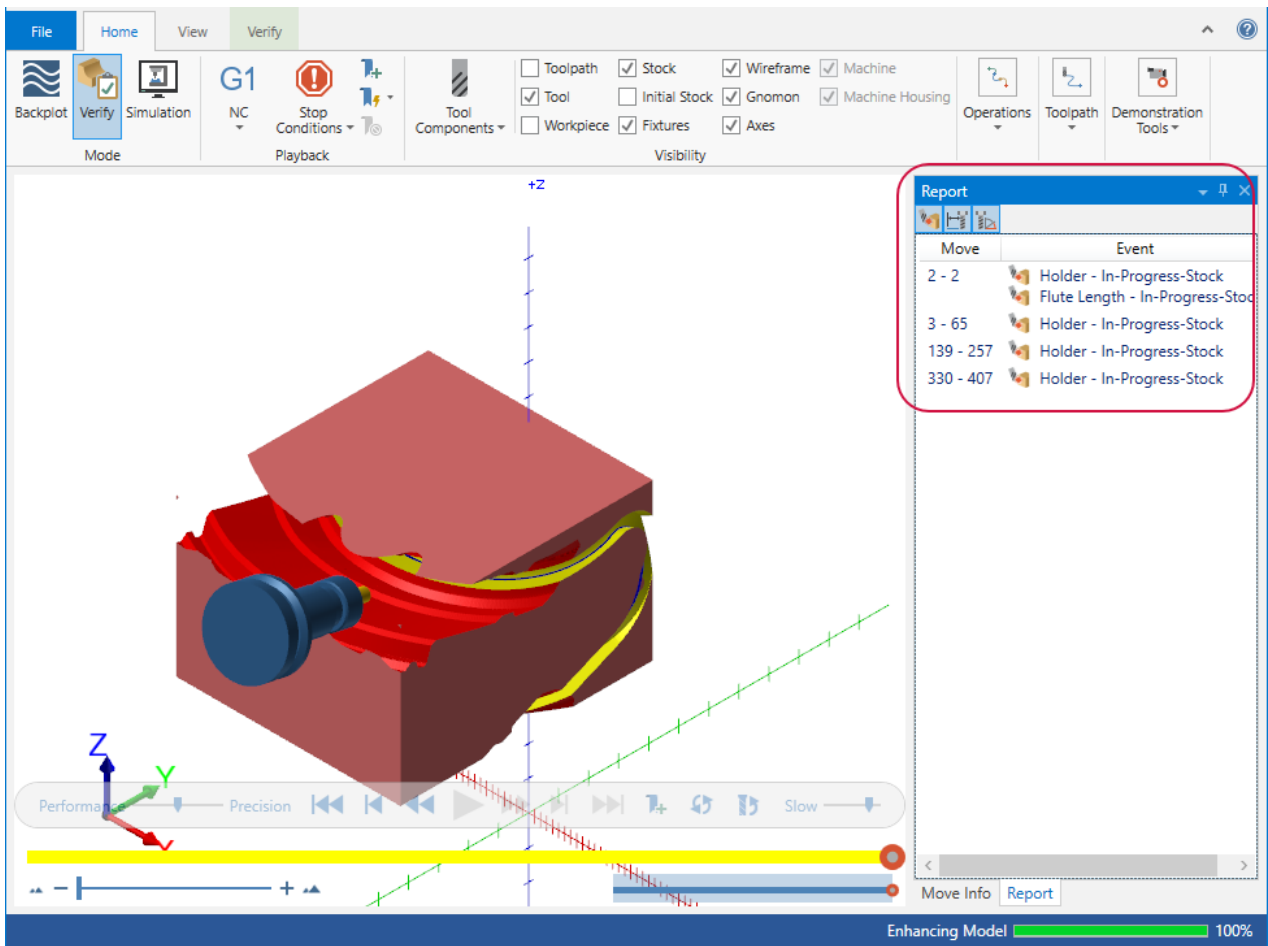 File Home View Verify
Backplot Verify Simulation
Mode
G1
NC
Stop
Conditions
Playback
Tool
Components
Toolpath Stock Wireframe Machine
Tool Initial Stock Gnomon Machine Housing
Workpiece Fixtures Axes
Visibility
Operations
Toolpath
Demonstration
Tools
+Z
Report
Move Event
2 - 2 Holder - In-Progress-Stock
Flute Length - In-Progress-Stoc
3 - 65 Holder - In-Progress-Stock
139 - 257 Holder - In-Progress-Stock
330 - 407 Holder - In-Progress-Stock
Z
Y
Performance Precision Slow
Move Info Report
Enhancing Model 100%